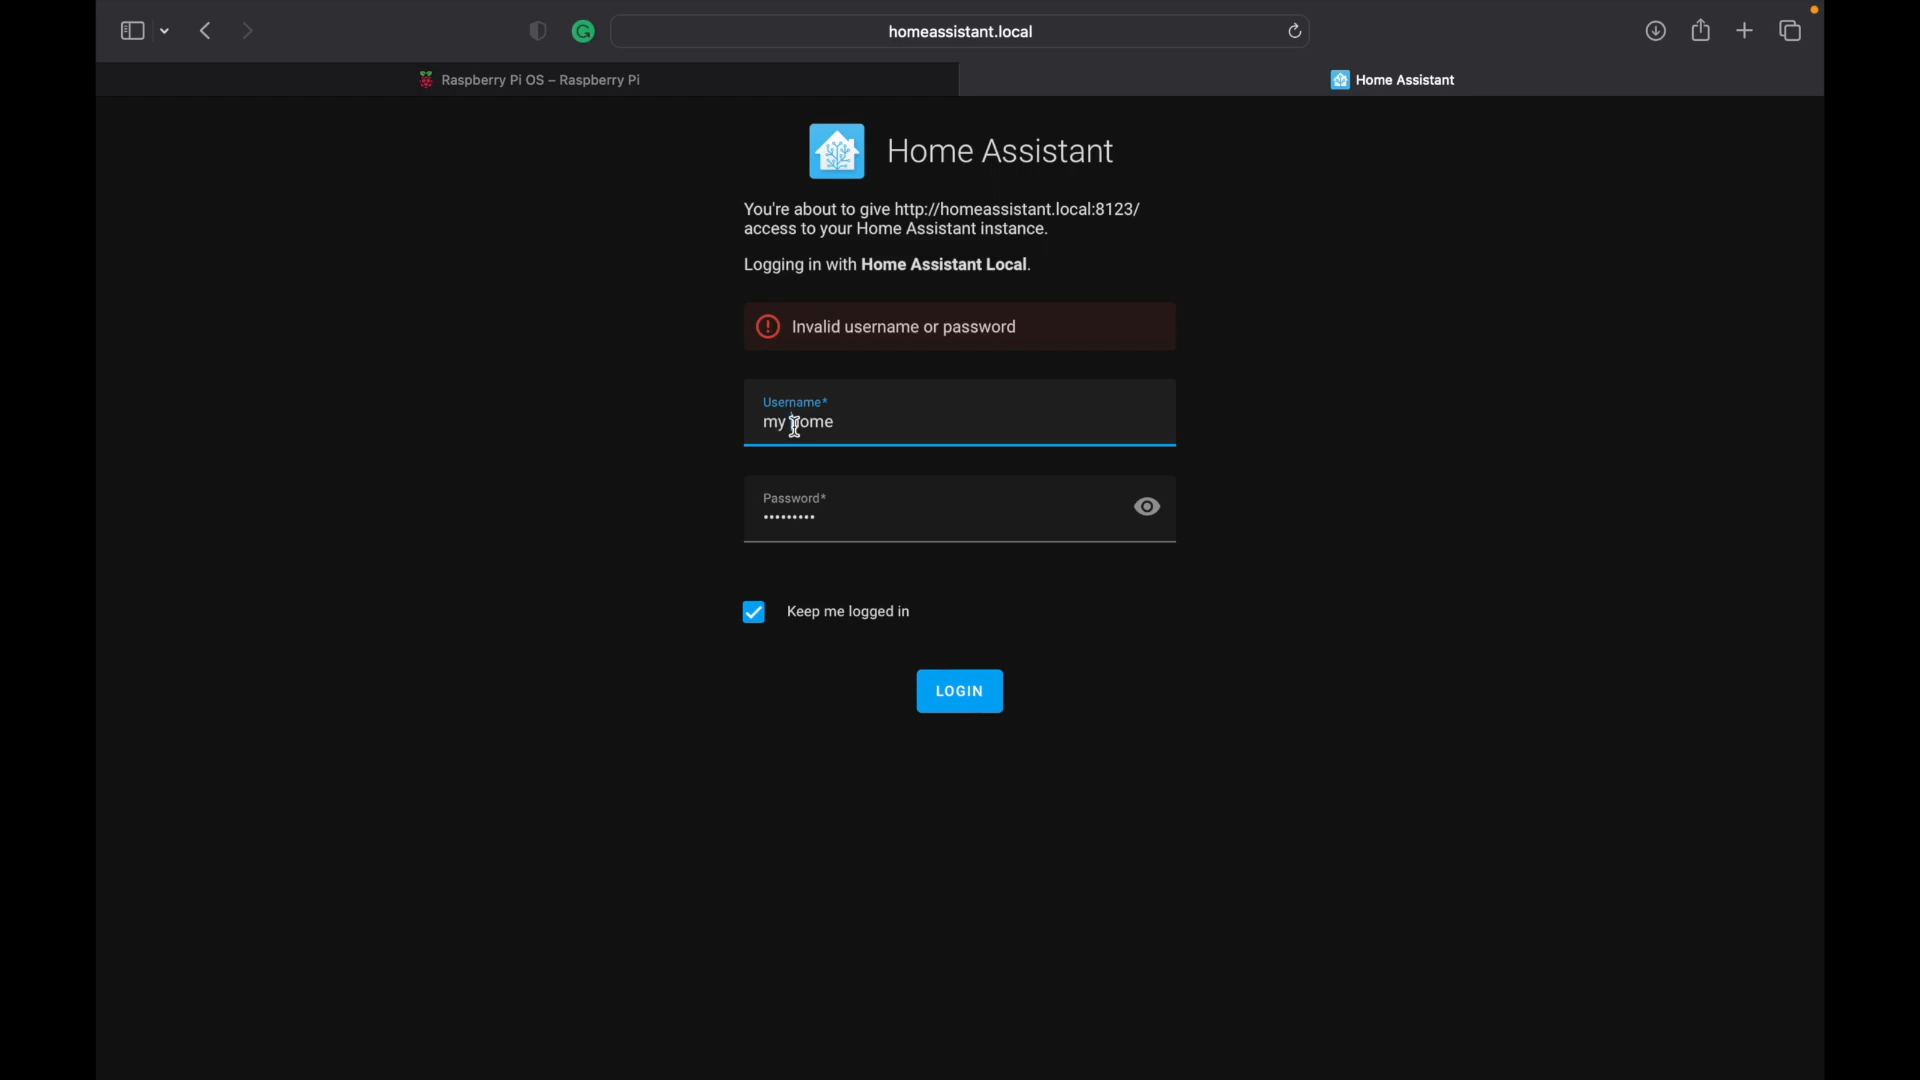 homeassistant.local
Raspberry Pi OS – Raspberry Pi
Home Assistant
Home Assistant
You're about to give http://homeassistant.local:8123/
access to your Home Assistant instance.
Logging in with Home Assistant Local.
Invalid username or password
Username*
my home
Password*
•••••••••
Keep me logged in
LOGIN